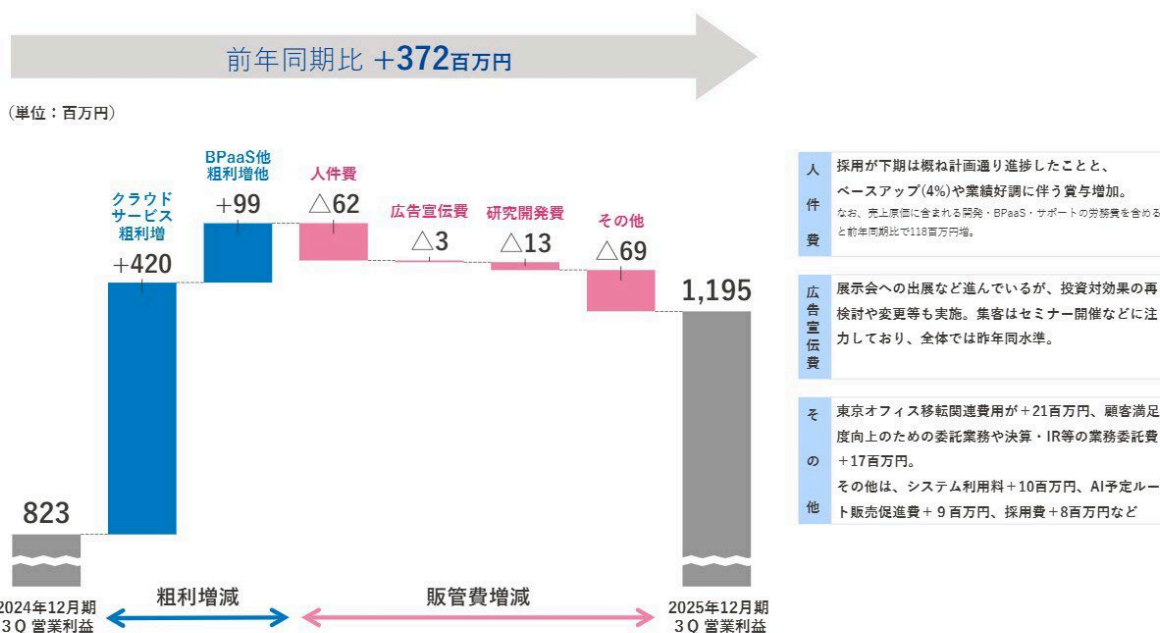 前年同期比 +372百万円
(単位：百万円)
クラウド
サービス
粗利増
+420
BPaaS他
粗利増他
+99
人件費
△62
広告宣伝費
△3
研究開発費
△13
その他
△69
1,195
823
2024年12月期
3Q 営業利益
粗利増減
販管費増減
2025年12月期
3Q 営業利益
人件費
採用が下期は概ね計画通り進捗したことと、
ベースアップ(4%)や業績好調に伴う賞与増加。
なお、売上原価に含まれる開発・BPaaS・サポートの労務費を含める
と前年同期比で118百万円増。
広告宣伝費
展示会への出展など進んでいるが、投資対効果の再
検討や変更等も実施。集客はセミナー開催などに注
力しており、全体では昨年同水準。
その他
東京オフィス移転関連費用が＋21百万円、顧客満足
度向上のための委託業務や決算・IR等の業務委託費
＋17百万円。
その他は、システム利用料＋10百万円、AI予定ルー
ト販売促進費＋９百万円、採用費＋8百万円など